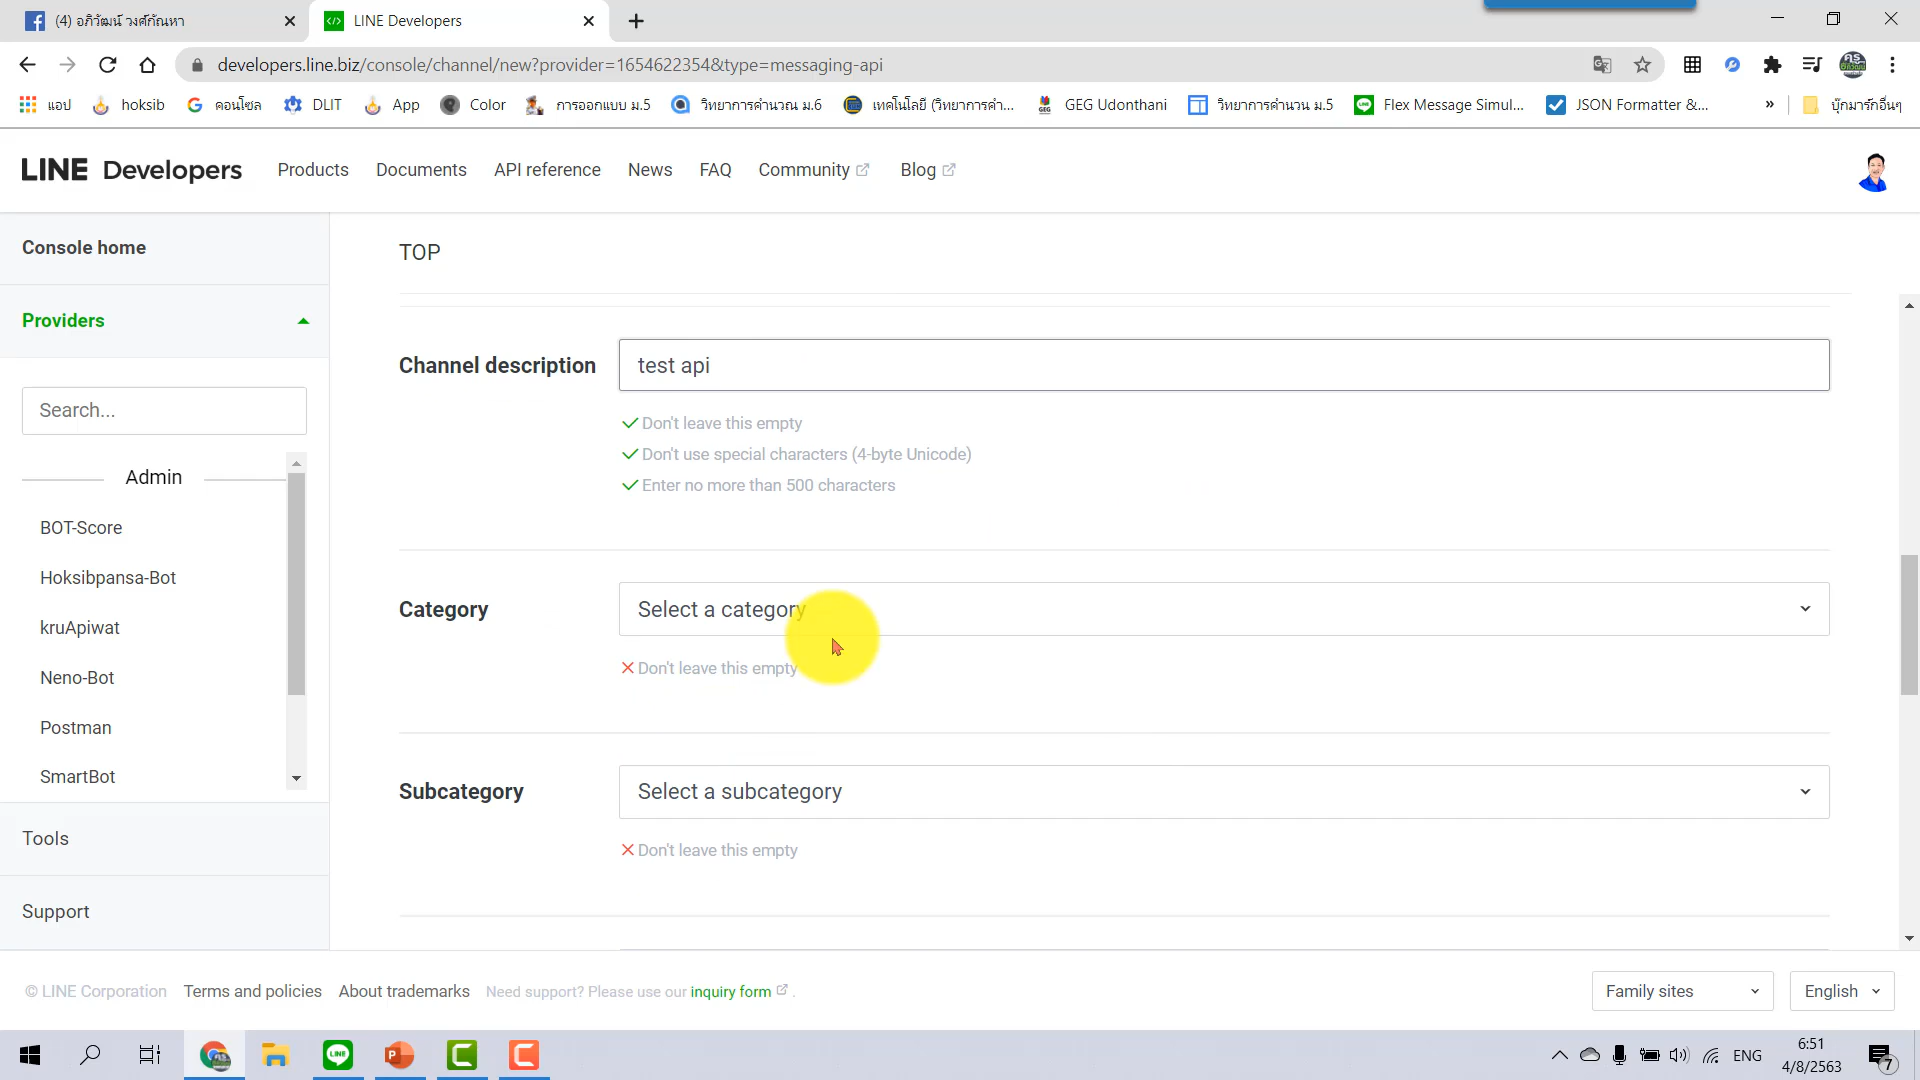 (4) อภิวัฒน์ วงศ์กัณหา
LINE Developers
developers.line.biz/console/channel/new?provider=1654622354&type=messaging-api
แอป
hoksib
คอนโซล
DLIT
App
Color
การออกแบบ ม.5
วิทยาการคำนวณ ม.6
เทคโนโลยี (วิทยาการคำ...
GEG Udonthani
วิทยาการคำนวน ม.5
Flex Message Simul...
JSON Formatter &...
»
บุ๊กมาร์กอื่นๆ
LINE Developers
Products
Documents
API reference
News
FAQ
Community
Blog
Console home
Providers
Search...
Admin
BOT-Score
Hoksibpansa-Bot
kruApiwat
Neno-Bot
Postman
SmartBot
Tools
Support
TOP
Channel description
test api
Don't leave this empty
Don't use special characters (4-byte Unicode)
Enter no more than 500 characters
Category
Select a category
Don't leave this empty
Subcategory
Select a subcategory
Don't leave this empty
© LINE Corporation
Terms and policies
About trademarks
Need support? Please use our inquiry form .
Family sites
English
ENG
6:51
4/8/2563
7